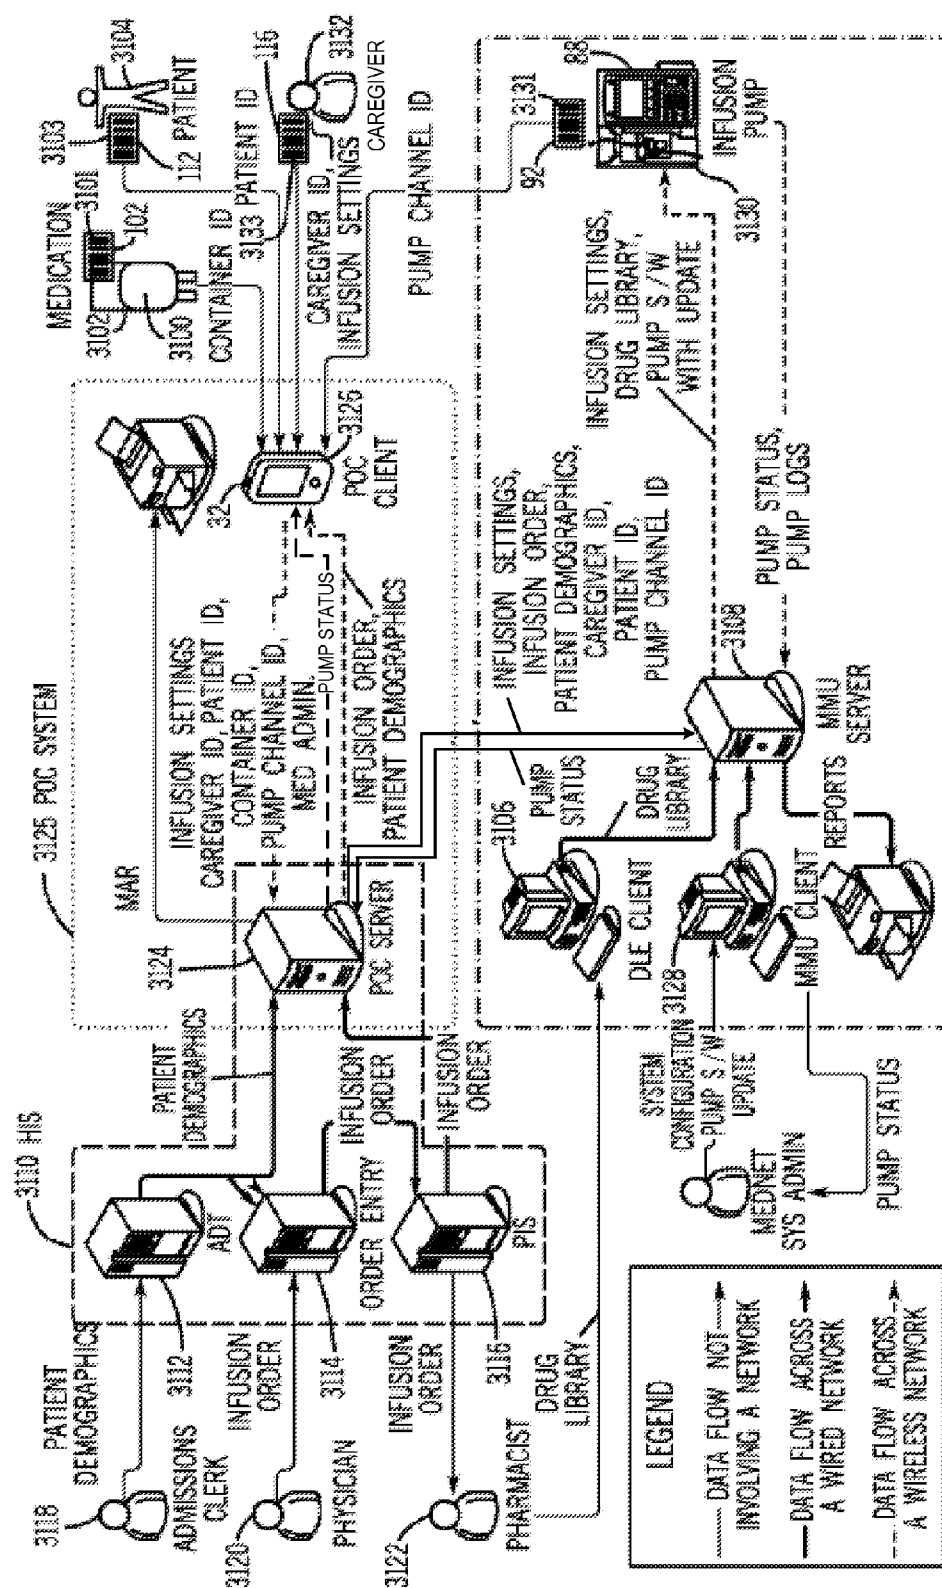 3110 HIS
3118
PATIENT
DEMOGRAPHICS
ADMISSIONS
CLERK
3112
ADT
3120
INFUSION
ORDER
PHYSICIAN
3114
ORDER ENTRY
INFUSION
ORDER
3122
INFUSION
ORDER
PHARMACIST
3116
PIS
INFUSION
ORDER
DRUG
LIBRARY
PATIENT
DEMOGRAPHICS
3125 POC SYSTEM
MAR
3124
POC SERVER
INFUSION SETTINGS
CAREGIVER ID, PATIENT ID,
CONTAINER ID,
PUMP CHANNEL ID,
MED ADMIN.
PUMP STATUS
INFUSION ORDER,
PATIENT DEMOGRAPHICS
32
POC
CLIENT
3126
MEDICATION
3101
102
3102
3100
CONTAINER ID
3103
3104
112 PATIENT
PATIENT ID
116
3132
CAREGIVER
3133
CAREGIVER ID,
INFUSION SETTINGS
PUMP CHANNEL ID
92
3131
88
INFUSION
PUMP
3130
INFUSION SETTINGS,
DRUG LIBRARY,
PUMP S/W
WITH UPDATE
PUMP STATUS,
PUMP LOGS
INFUSION SETTINGS,
INFUSION ORDER,
PATIENT DEMOGRAPHICS,
CAREGIVER ID,
PATIENT ID,
PUMP CHANNEL ID
PUMP
STATUS
3106
DRUG
LIBRARY
DLE CLIENT
3108
MMU
SERVER
3128
MMU CLIENT
REPORTS
SYSTEM
CONFIGURATION
PUMP S/W
UPDATE
MEDNET
SYS ADMIN
PUMP STATUS
LEGEND
DATA FLOW NOT
INVOLVING A NETWORK
DATA FLOW ACROSS
A WIRED NETWORK
DATA FLOW ACROSS
A WIRELESS NETWORK